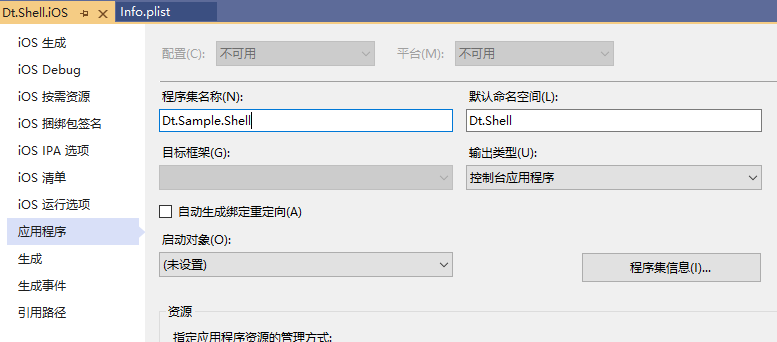 Dt.Shell.iOS Info.plist
iOS 生成
iOS Debug
iOS 按需资源
iOS 捆绑包签名
iOS IPA 选项
iOS 清单
iOS 运行选项
应用程序
生成
生成事件
引用路径
配置(C): 不可用 平台(M): 不可用
程序集名称(N): 默认命名空间(L):
Dt.Sample.Shell Dt.Shell
目标框架(G): 输出类型(U):
控制台应用程序
自动生成绑定重定向(A)
启动对象(O):
(未设置) 程序集信息(I)...
资源
指定应用程序资源的管理方式: